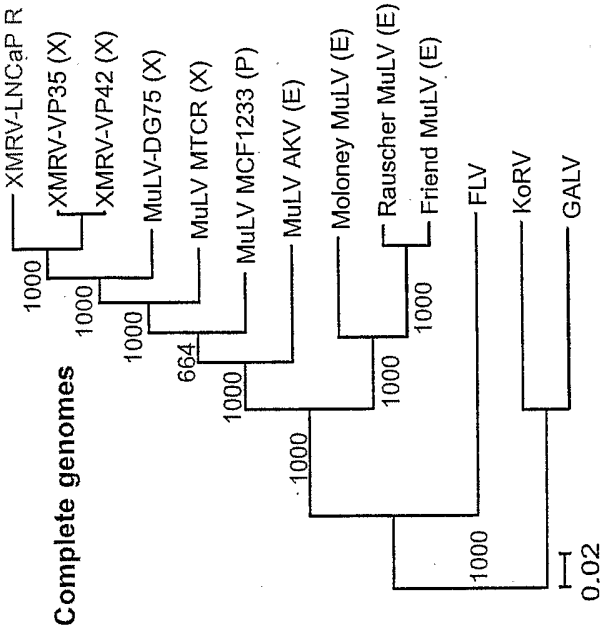 Complete genomes
XMRV-LNCaP R
XMRV-VP35 (X)
XMRV-VP42 (X)
MuLV-DG75 (X)
MuLV MTCR (X)
MuLV MCF1233 (P)
MuLV AKV (E)
Moloney MuLV (E)
Rauscher MuLV (E)
Friend MuLV (E)
FLV
KoRV
GALV
1000
1000
1000
664
1000
1000
1000
1000
1000
0.02